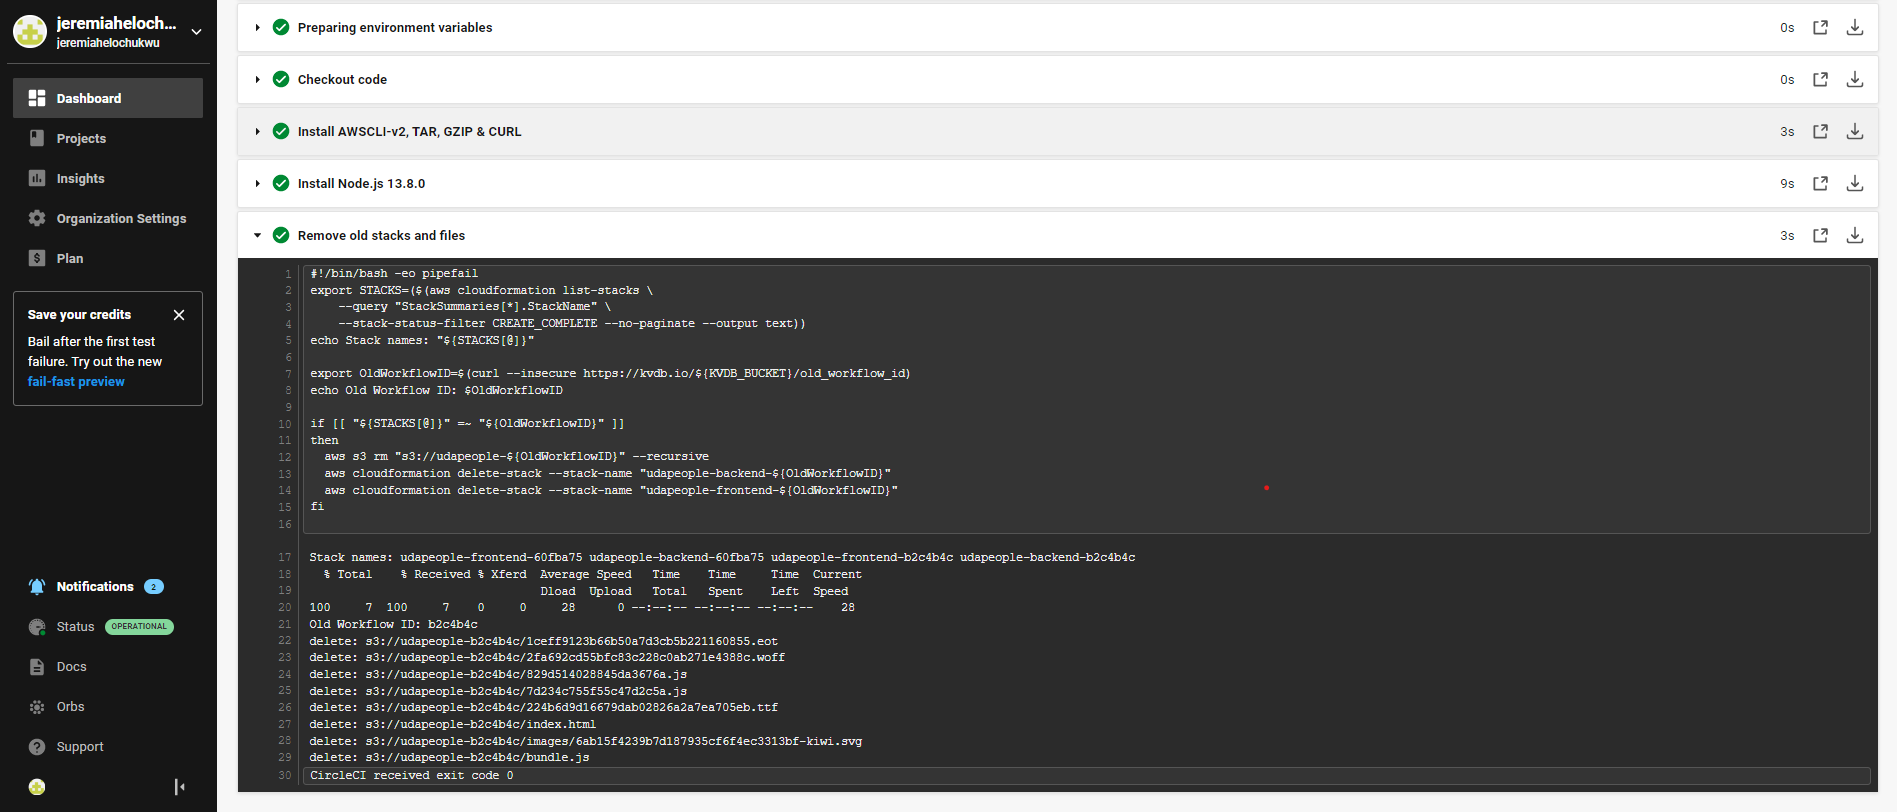 jeremiaheloch...
jeremiahelochukwu
Dashboard
Projects
Insights
Organization Settings
Plan
Save your credits
Bail after the first test
failure. Try out the new
fail-fast preview
Notifications 2
Status OPERATIONAL
Docs
Orbs
Support
Preparing environment variables 0s
Checkout code 0s
Install AWSCLI-v2, TAR, GZIP & CURL 3s
Install Node.js 13.8.0 9s
Remove old stacks and files 3s
1 #!/bin/bash -eo pipefail
2 export STACKS=($(aws cloudformation list-stacks \
3     --query "StackSummaries[*].StackName" \
4     --stack-status-filter CREATE_COMPLETE --no-paginate --output text))
5 echo Stack names: "${STACKS[@]}"
6
7 export OldWorkflowID=$(curl --insecure https://kvdb.io/${KVDB_BUCKET}/old_workflow_id)
8 echo Old Workflow ID: $OldWorkflowID
9
10 if [[ "${STACKS[@]}" =~ "${OldWorkflowID}" ]]
11 then
12   aws s3 rm "s3://udapeople-${OldWorkflowID}" --recursive
13   aws cloudformation delete-stack --stack-name "udapeople-backend-${OldWorkflowID}"
14   aws cloudformation delete-stack --stack-name "udapeople-frontend-${OldWorkflowID}"
15 fi
16
17 Stack names: udapeople-frontend-60fba75 udapeople-backend-60fba75 udapeople-frontend-b2c4b4c udapeople-backend-b2c4b4c
18   % Total    % Received % Xferd  Average Speed   Time    Time     Time  Current
19                                  Dload  Upload   Total   Spent    Left  Speed
20 100     7  100     7    0     0     28      0 --:--:-- --:--:-- --:--:--    28
21 Old Workflow ID: b2c4b4c
22 delete: s3://udapeople-b2c4b4c/1ceff9123b66b50a7d3cb5b221160855.eot
23 delete: s3://udapeople-b2c4b4c/2fa692cd55bfc83c228c0ab271e4388c.woff
24 delete: s3://udapeople-b2c4b4c/829d514028845da3676a.js
25 delete: s3://udapeople-b2c4b4c/7d234c755f55c47d2c5a.js
26 delete: s3://udapeople-b2c4b4c/224b6d9d16679dab02826a2a7ea705eb.ttf
27 delete: s3://udapeople-b2c4b4c/index.html
28 delete: s3://udapeople-b2c4b4c/images/6ab15f4239b7d187935cf6f4ec3313bf-kiwi.svg
29 delete: s3://udapeople-b2c4b4c/bundle.js
30 CircleCI received exit code 0